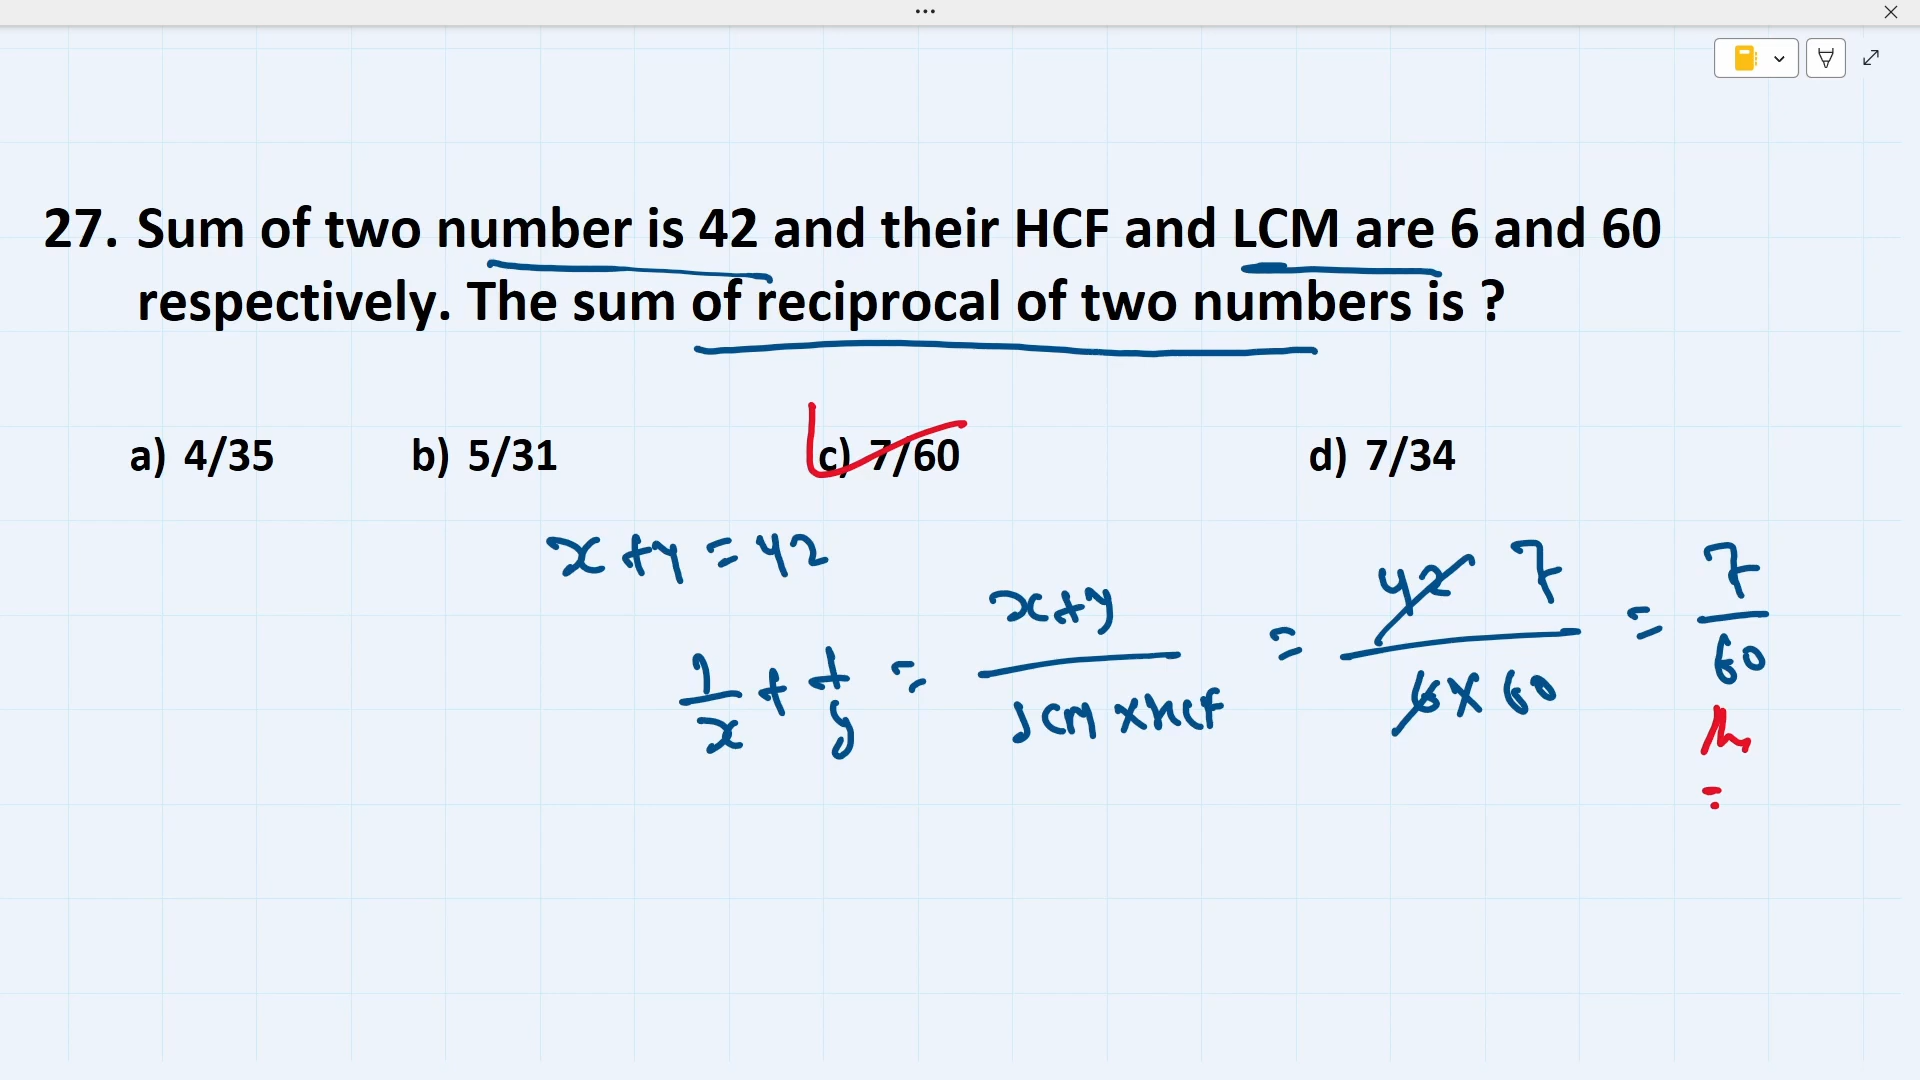 27. Sum of two number is 42 and their HCF and LCM are 6 and 60
respectively. The sum of reciprocal of two numbers is ?
a) 4/35 b) 5/31 c) 7/60 d) 7/34
x+y = 42
1/x + 1/y = x+y / LCM x HCF = 42 7 / 6 x 60 = 7 / 60